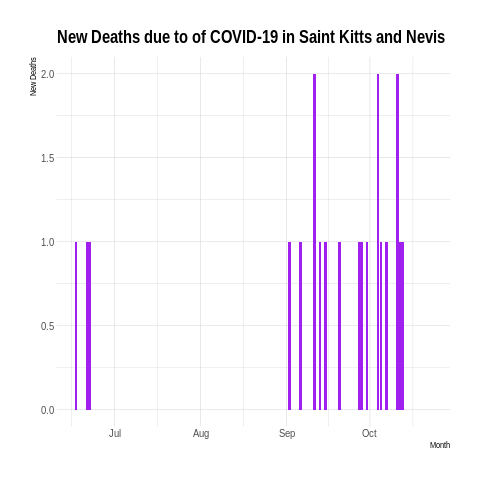 New Deaths due to of COVID-19 in Saint Kitts and Nevis
New Deaths
2.0
1.5
1.0
0.5
0.0
Jul Aug Sep Oct
Month